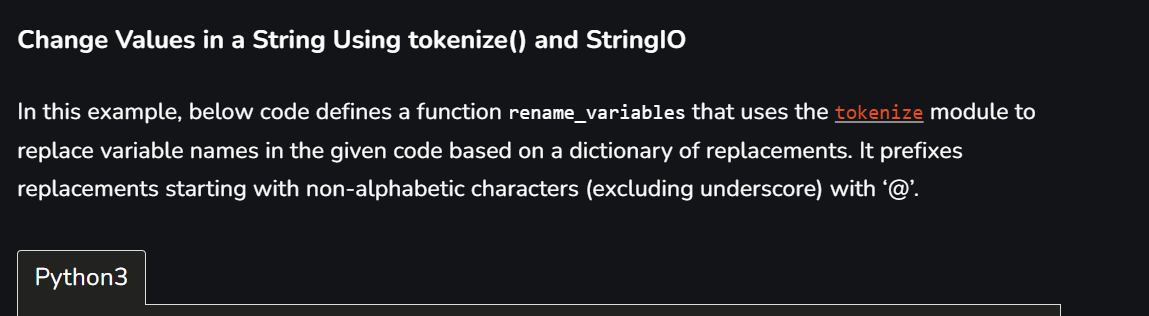 Change Values in a String Using tokenize() and StringIO
In this example, below code defines a function rename_variables that uses the tokenize module to
replace variable names in the given code based on a dictionary of replacements. It prefixes
replacements starting with non-alphabetic characters (excluding underscore) with ‘@’.
Python3